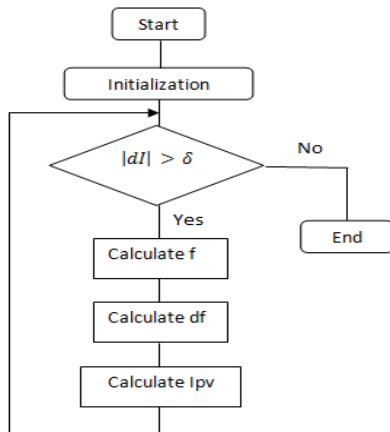 Start
Initialization
|dI| > δ
No
Yes
End
Calculate f
Calculate df
Calculate Ipv